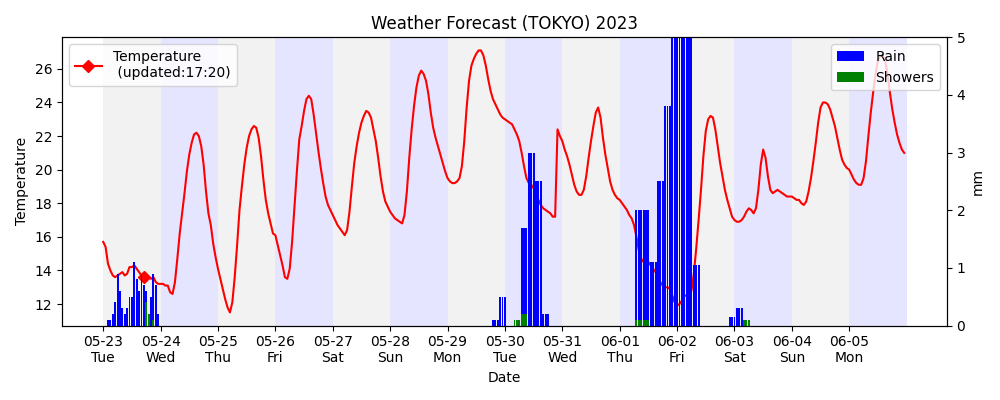 Weather Forecast (TOKYO) 2023
Temperature
(updated:17:20)
Rain
Showers
Temperature
26
24
22
20
18
16
14
12
5
4
3
2
1
0
mm
05-23 05-24 05-25 05-26 05-27 05-28 05-29 05-30 05-31 06-01 06-02 06-03 06-04 06-05
Tue Wed Thu Fri Sat Sun Mon Tue Wed Thu Fri Sat Sun Mon
Date